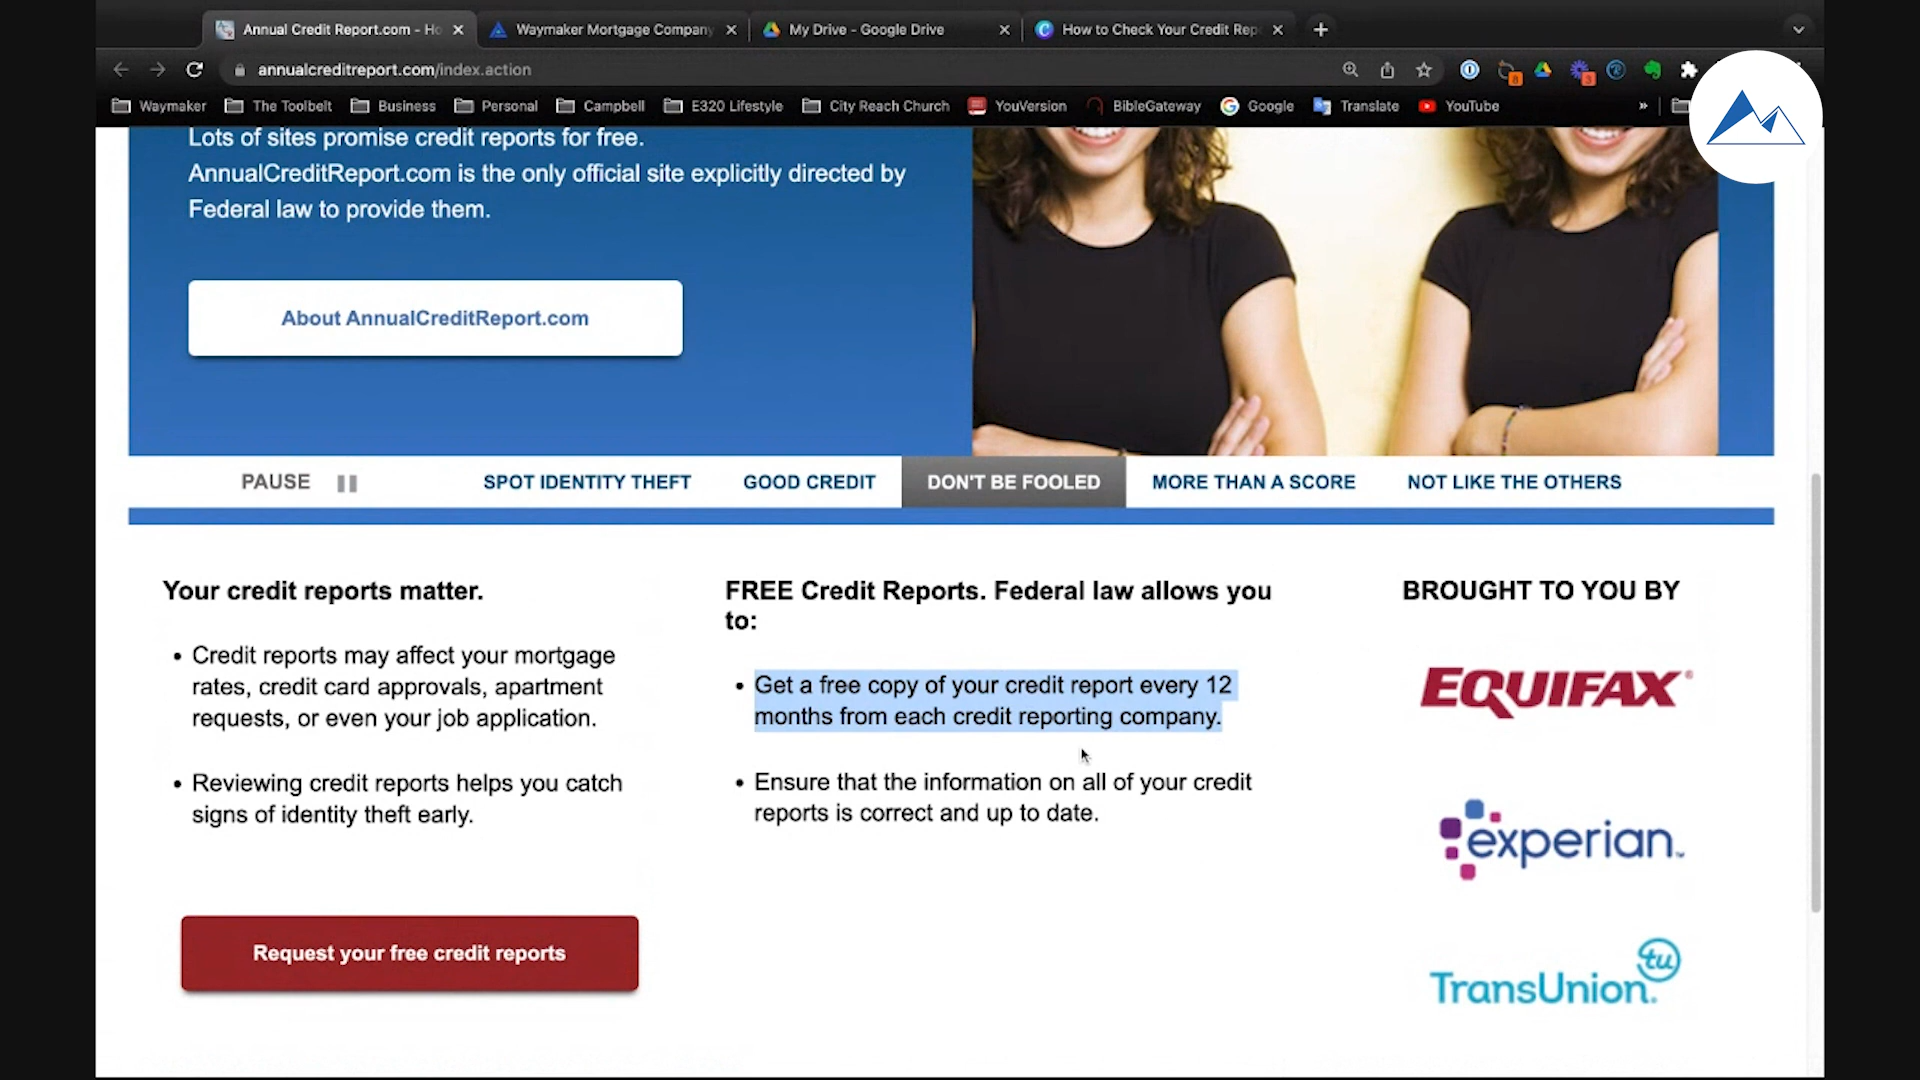 Annual Credit Report.com - Ho
Waymaker Mortgage Company
My Drive - Google Drive
How to Check Your Credit Rep
annualcreditreport.com/index.action
8
3
Waymaker
The Toolbelt
Business
Personal
Campbell
E320 Lifestyle
City Reach Church
YouVersion
BibleGateway
Google
Translate
YouTube
»
Lots of sites promise credit reports for free.
AnnualCreditReport.com is the only official site explicitly directed by
Federal law to provide them.
About AnnualCreditReport.com
PAUSE
SPOT IDENTITY THEFT
GOOD CREDIT
DON'T BE FOOLED
MORE THAN A SCORE
NOT LIKE THE OTHERS
Your credit reports matter.
• Credit reports may affect your mortgage
rates, credit card approvals, apartment
requests, or even your job application.
• Reviewing credit reports helps you catch
signs of identity theft early.
Request your free credit reports
FREE Credit Reports. Federal law allows you
to:
• Get a free copy of your credit report every 12
months from each credit reporting company.
• Ensure that the information on all of your credit
reports is correct and up to date.
BROUGHT TO YOU BY
EQUIFAX®
experian™
tu
TransUnion.